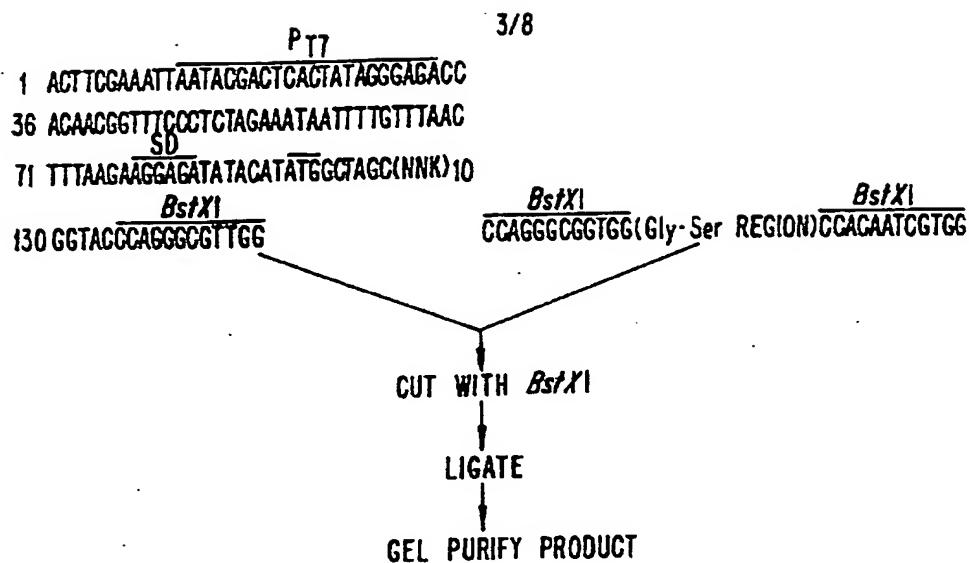 3/8
PT7
1 ACTTCGAAATTAATACGACTCACTATAGGGAGACC
36 ACAACGGTTTCCCTCTAGAAATAATTTTGTTTAAC
SD
71 TTTAAGAAGGAGATATACATATGGCTAGC(NNK)10
BstXI
130 GGTACCCAGGGCGTTGG
BstXI BstXI
CCAGGGCGGTGG(Gly-Ser REGION)CCACAATCGTGG
CUT WITH BstXI
LIGATE
GEL PURIFY PRODUCT